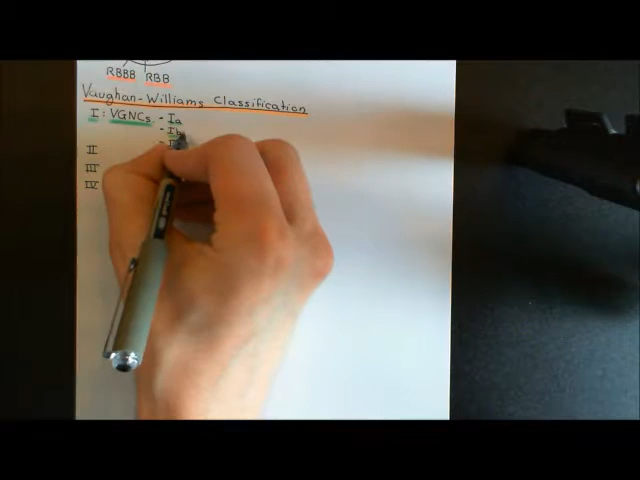 RBBB RBB
Vaughan-Williams Classification
I: VGNCs - Ia
- Ib
II
III
IV